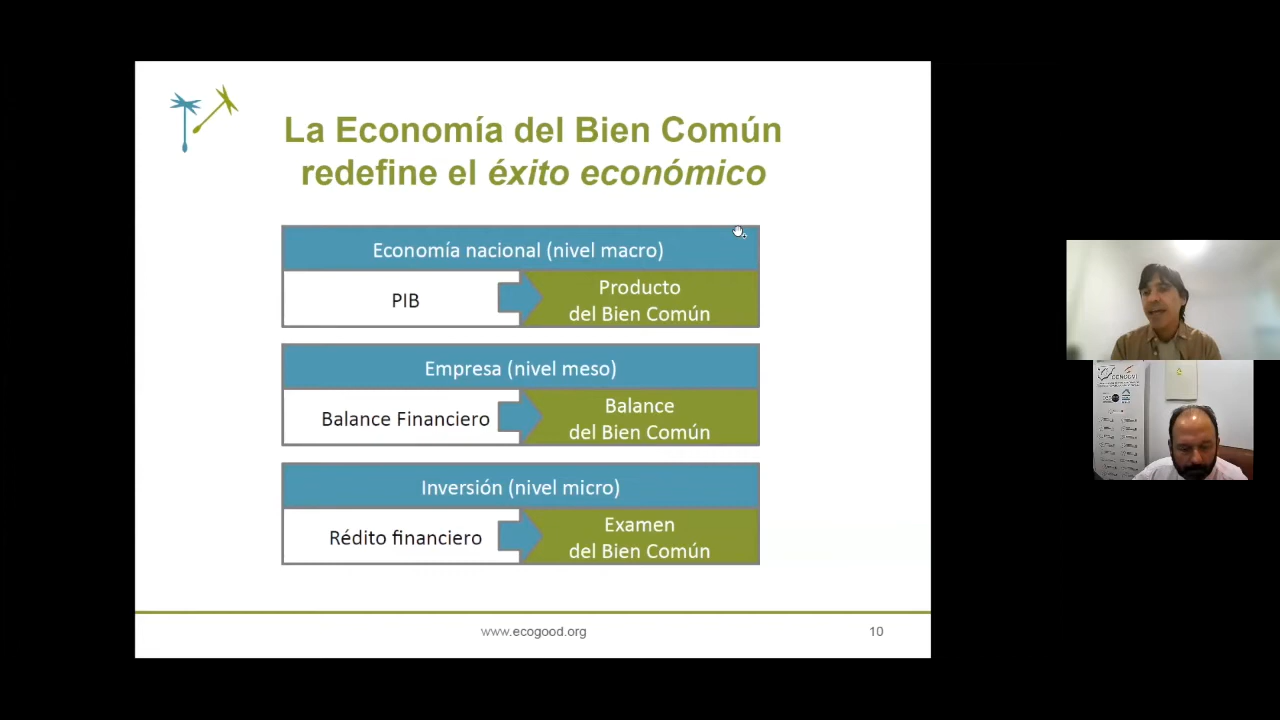 La Economía del Bien Común
redefine el éxito económico
Economía nacional (nivel macro)
PIB
Producto
del Bien Común
Empresa (nivel meso)
Balance Financiero
Balance
del Bien Común
Inversión (nivel micro)
Rédito financiero
Examen
del Bien Común
www.ecogood.org
10